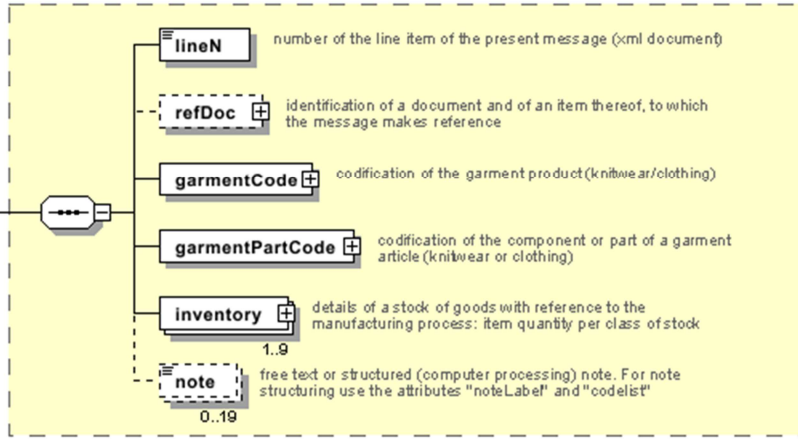 lineN
number of the line item of the present message (xml document)
refDoc
identification of a document and of an item thereof, to which
the message makes reference
garmentCode
codification of the garment product (knitwear/clothing)
garmentPartCode
codification of the component or part of a garment
article (knitwear or clothing)
inventory
details of a stock of goods with reference to the
manufacturing process: item quantity per class of stock
1..9
note
free text or structured (computer processing) note. For note
structuring use the attributes "noteLabel" and "codelist"
0..19